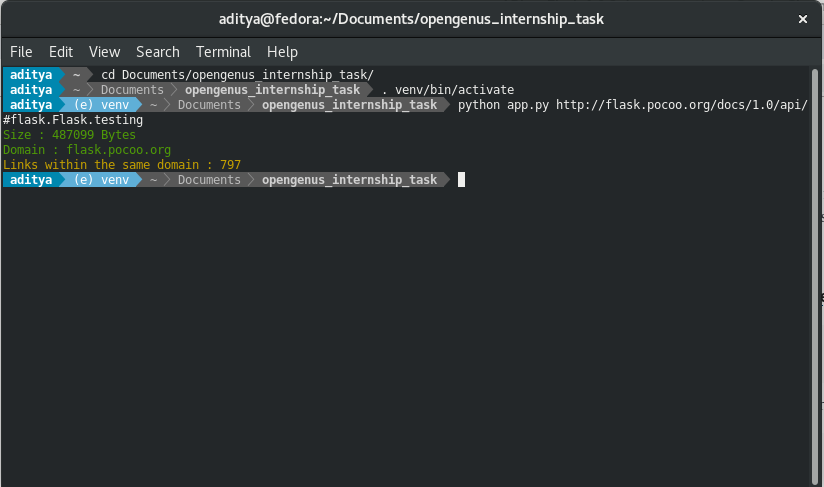 aditya@fedora:~/Documents/opengenus_internship_task ×
File Edit View Search Terminal Help
aditya ~ cd Documents/opengenus_internship_task/
aditya ~ Documents opengenus_internship_task . venv/bin/activate
aditya (e) venv ~ Documents opengenus_internship_task python app.py http://flask.pocoo.org/docs/1.0/api/
#flask.Flask.testing
Size : 487099 Bytes
Domain : flask.pocoo.org
Links within the same domain : 797
aditya (e) venv ~ Documents opengenus_internship_task